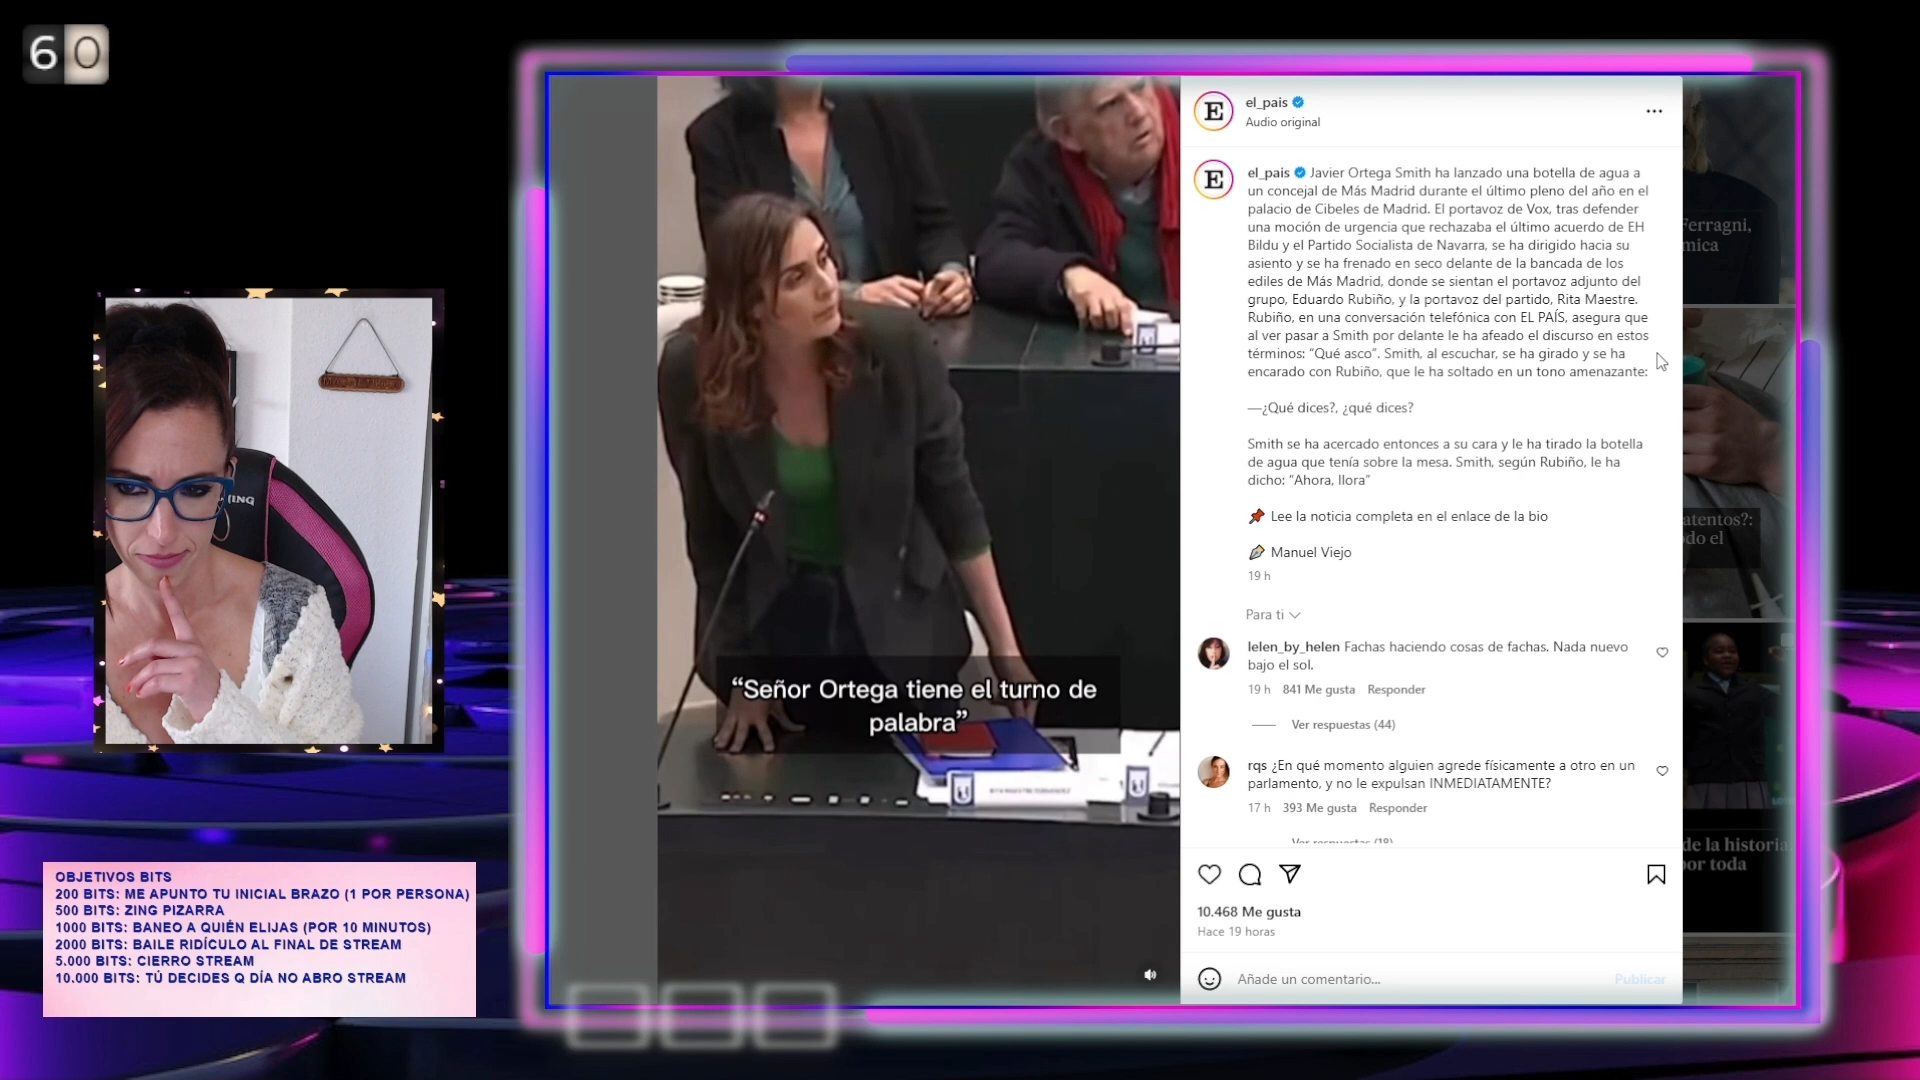 60
el_pais
Audio original
el_pais Javier Ortega Smith ha lanzado una botella de agua a
un concejal de Más Madrid durante el último pleno del año en el
palacio de Cibeles de Madrid. El portavoz de Vox, tras defender
una moción de urgencia que rechazaba el último acuerdo de EH
Bildu y el Partido Socialista de Navarra, se ha dirigido hacia su
asiento y se ha frenado en seco delante de la bancada de los
ediles de Más Madrid, donde se sientan el portavoz adjunto del
grupo, Eduardo Rubiño, y la portavoz del partido, Rita Maestre.
Rubiño, en una conversación telefónica con EL PAÍS, asegura que
al ver pasar a Smith por delante le ha afeado el discurso en estos
términos: “Qué asco”. Smith, al escuchar, se ha girado y se ha
encarado con Rubiño, que le ha soltado en un tono amenazante:
—¿Qué dices?, ¿qué dices?
Smith se ha acercado entonces a su cara y le ha tirado la botella
de agua que tenía sobre la mesa. Smith, según Rubiño, le ha
dicho: “Ahora, llora”
Lee la noticia completa en el enlace de la bio
Manuel Viejo
19 h
Para ti
lelen_by_helen Fachas haciendo cosas de fachas. Nada nuevo
bajo el sol.
19 h 841 Me gusta Responder
Ver respuestas (44)
rqs ¿En qué momento alguien agrede físicamente a otro en un
parlamento, y no le expulsan INMEDIATAMENTE?
17 h 393 Me gusta Responder
Ver respuestas (18)
10.468 Me gusta
Hace 19 horas
Añade un comentario...
Publicar
“Señor Ortega tiene el turno de
palabra”
Ferragni,
mica
atentos?:
do el
de la historia
por toda
ING
OBJETIVOS BITS
200 BITS: ME APUNTO TU INICIAL BRAZO (1 POR PERSONA)
500 BITS: ZING PIZARRA
1000 BITS: BANEO A QUIÉN ELIJAS (POR 10 MINUTOS)
2000 BITS: BAILE RIDÍCULO AL FINAL DE STREAM
5.000 BITS: CIERRO STREAM
10.000 BITS: TÚ DECIDES Q DÍA NO ABRO STREAM